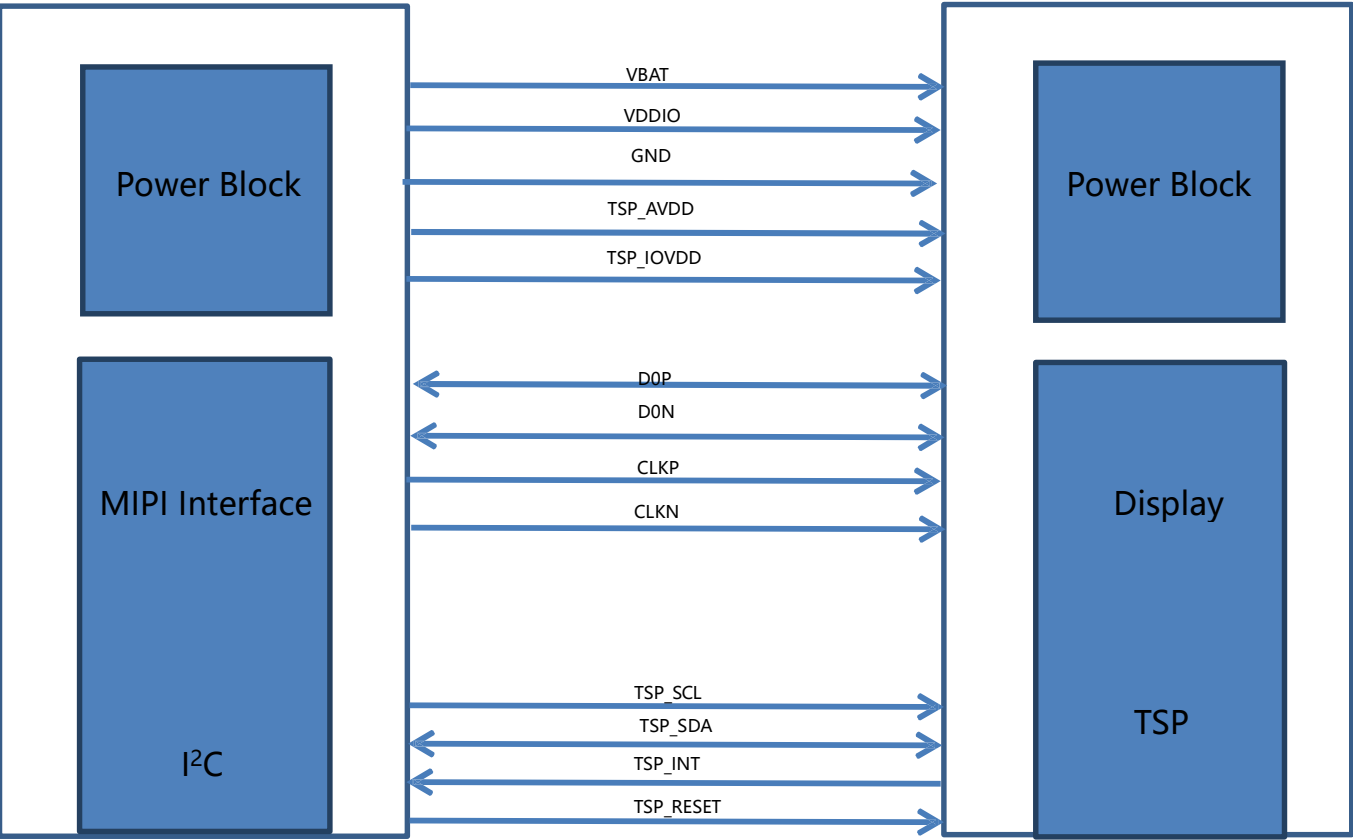 VBAT
VDDIO
GND
Power Block
Power Block
TSP_AVDD
TSP_IOVDD
D0P
D0N
CLKP
MIPI Interface
Display
CLKN
TSP_SCL
TSP_SDA
TSP
I²C
TSP_INT
TSP_RESET